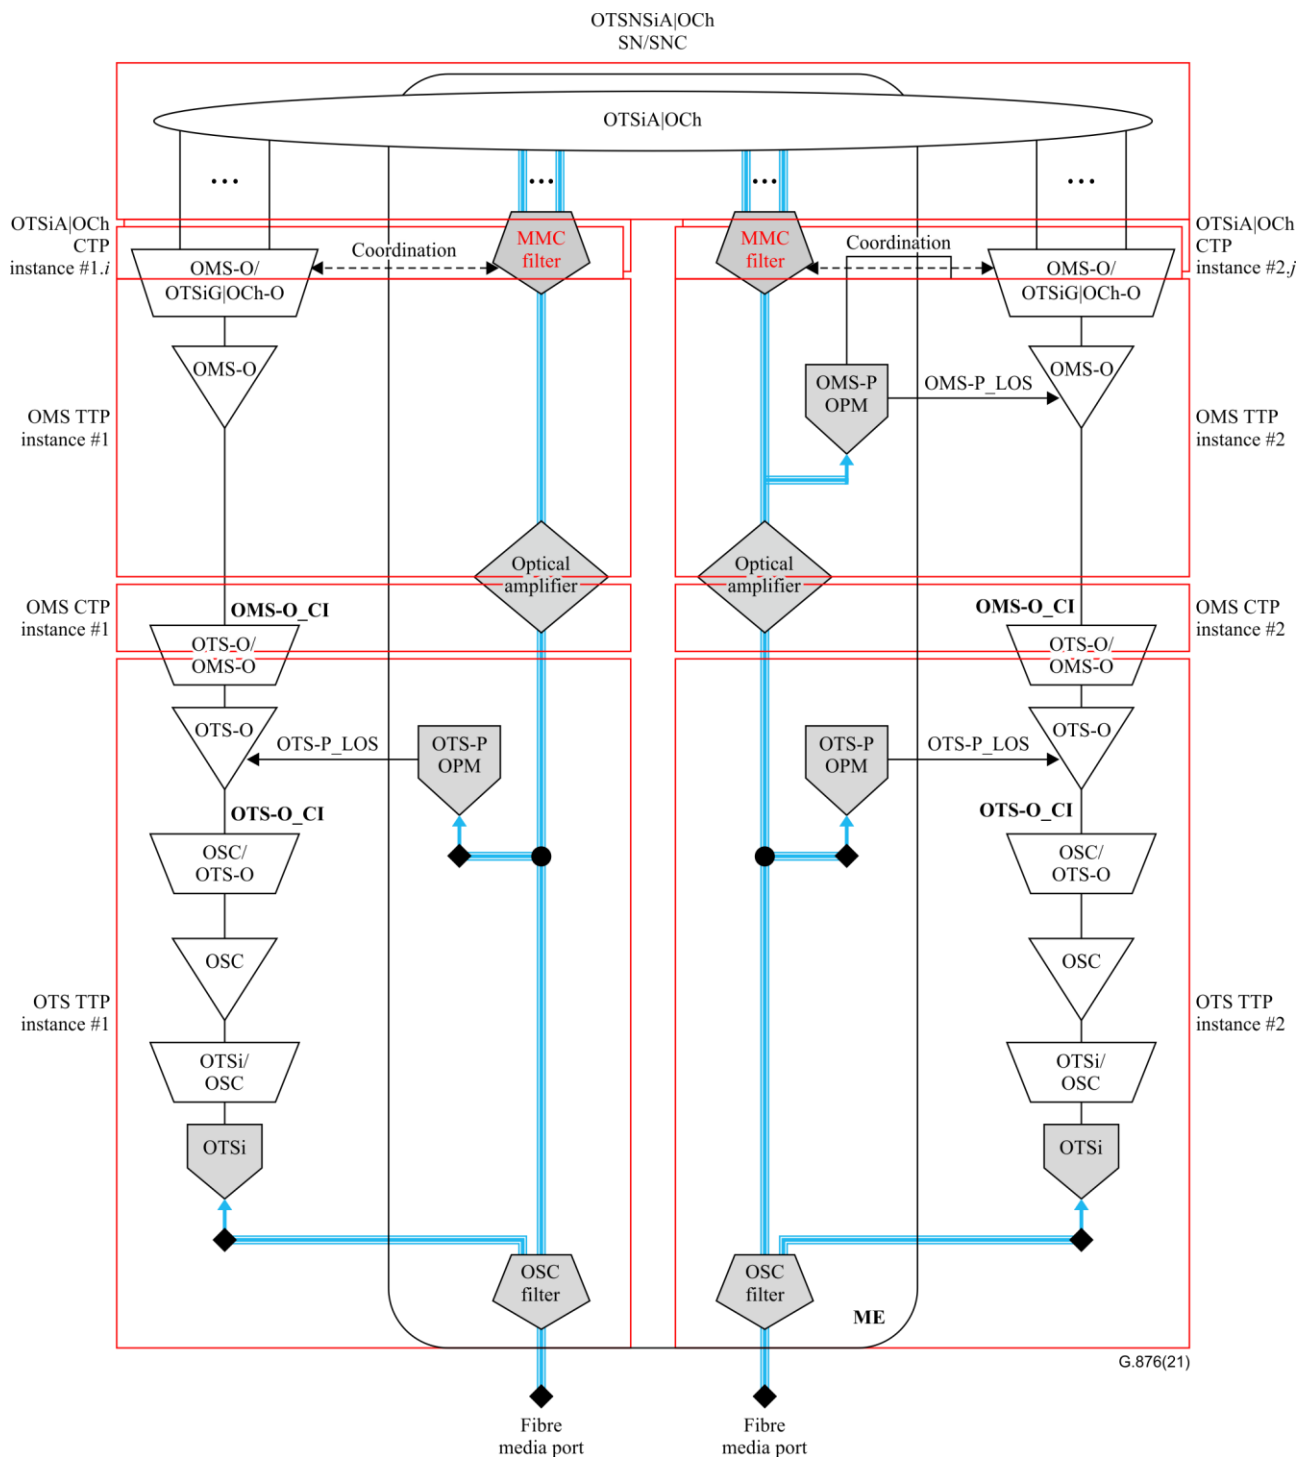 OTSNSiA|OCh
SN/SNC
OTSiA|OCh
...
...
...
...
OTSiA|OCh
CTP
instance #1.i
MMC
filter
Coordination
OMS-O/
OTSiG|OCh-O
MMC
filter
Coordination
OMS-O/
OTSiG|OCh-O
OTSiA|OCh
CTP
instance #2.j
OMS-O
OMS-P
OPM
OMS-P_LOS
OMS-O
OMS TTP
instance #1
OMS TTP
instance #2
Optical
amplifier
Optical
amplifier
OMS CTP
instance #1
OMS-O_CI
OMS-O_CI
OMS CTP
instance #2
OTS-O/
OMS-O
OTS-O/
OMS-O
OTS-O
OTS-P_LOS
OTS-P
OPM
OTS-P
OPM
OTS-P_LOS
OTS-O
OTS-O_CI
OTS-O_CI
OSC/
OTS-O
OSC/
OTS-O
OSC
OSC
OTS TTP
instance #1
OTS TTP
instance #2
OTSi/
OSC
OTSi/
OSC
OTSi
OTSi
OSC
filter
OSC
filter
ME
G.876(21)
Fibre
media port
Fibre
media port